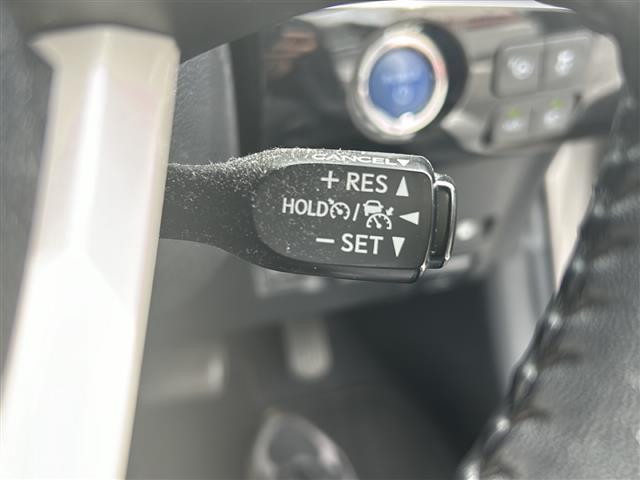 CANCEL▼
+ RES ▲
HOLD / ◀
− SET ▼